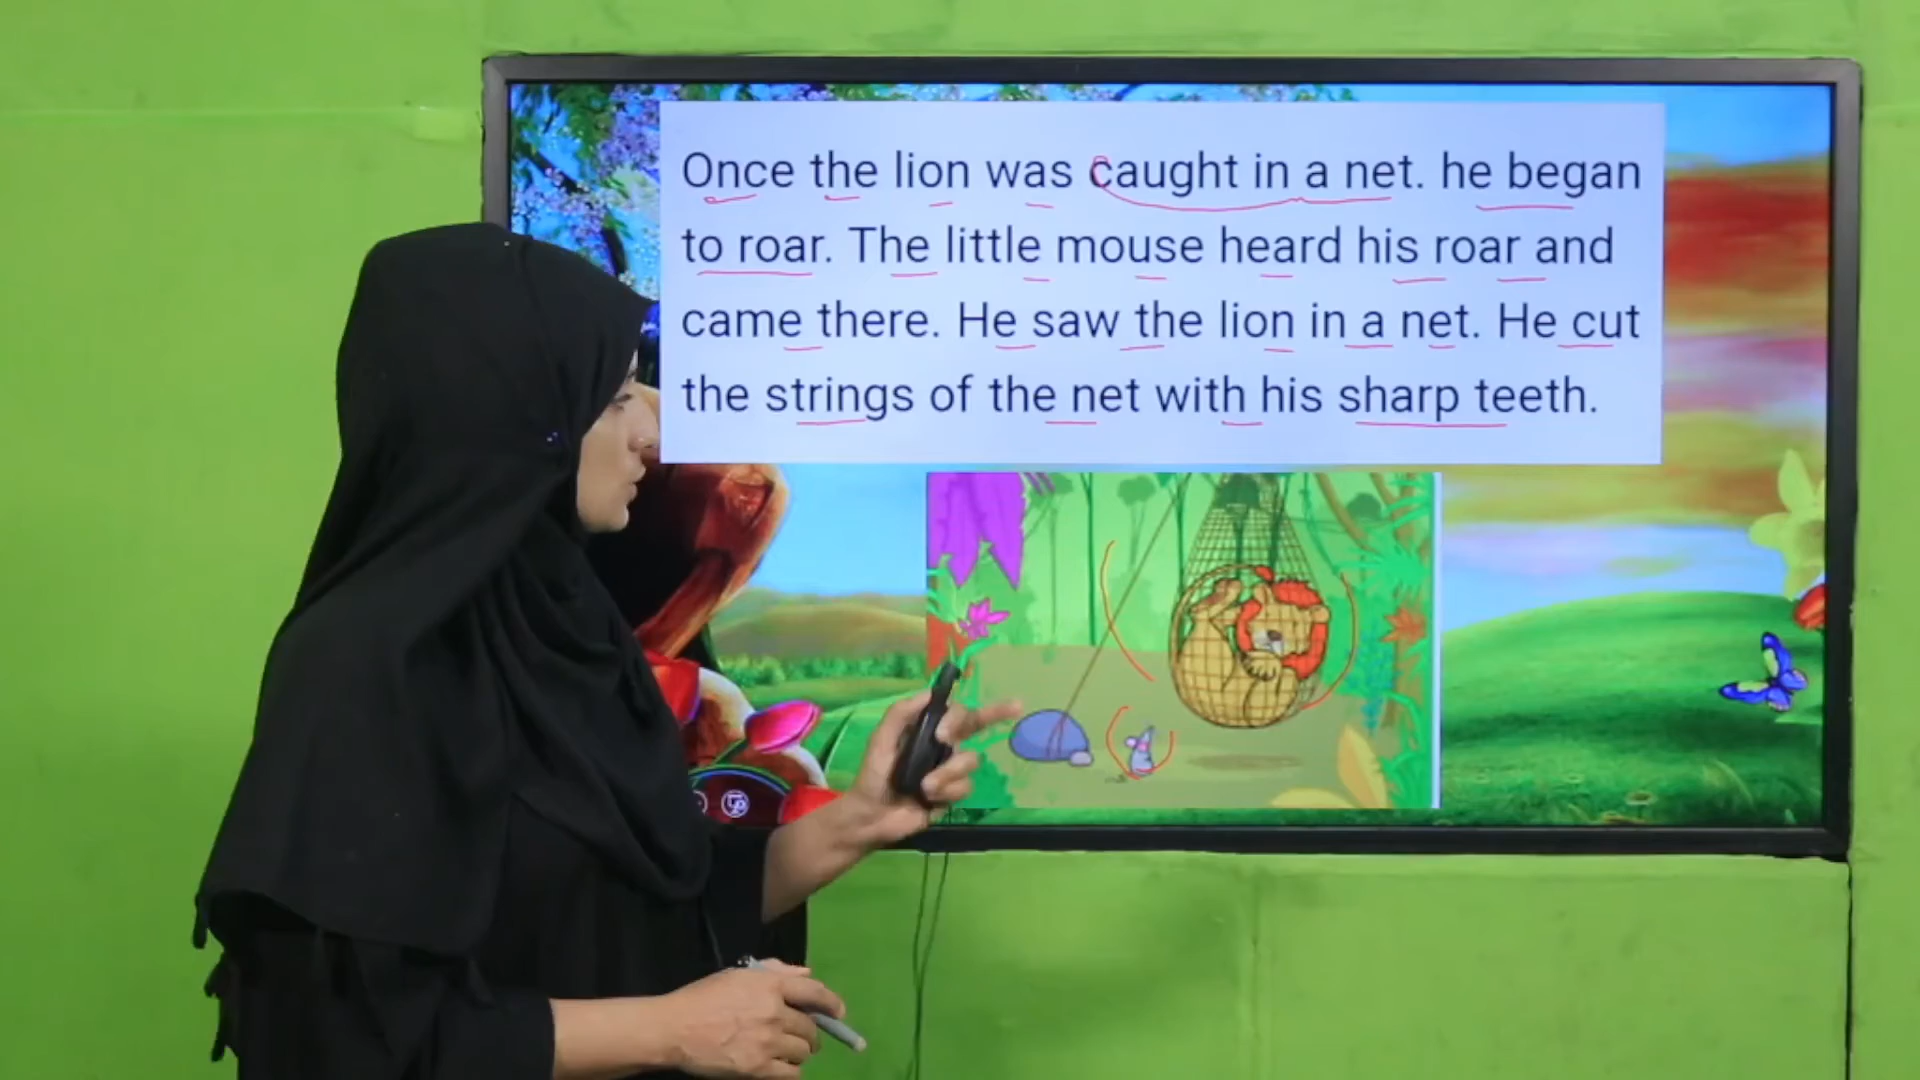 Once the lion was caught in a net. he began
to roar. The little mouse heard his roar and
came there. He saw the lion in a net. He cut
the strings of the net with his sharp teeth.